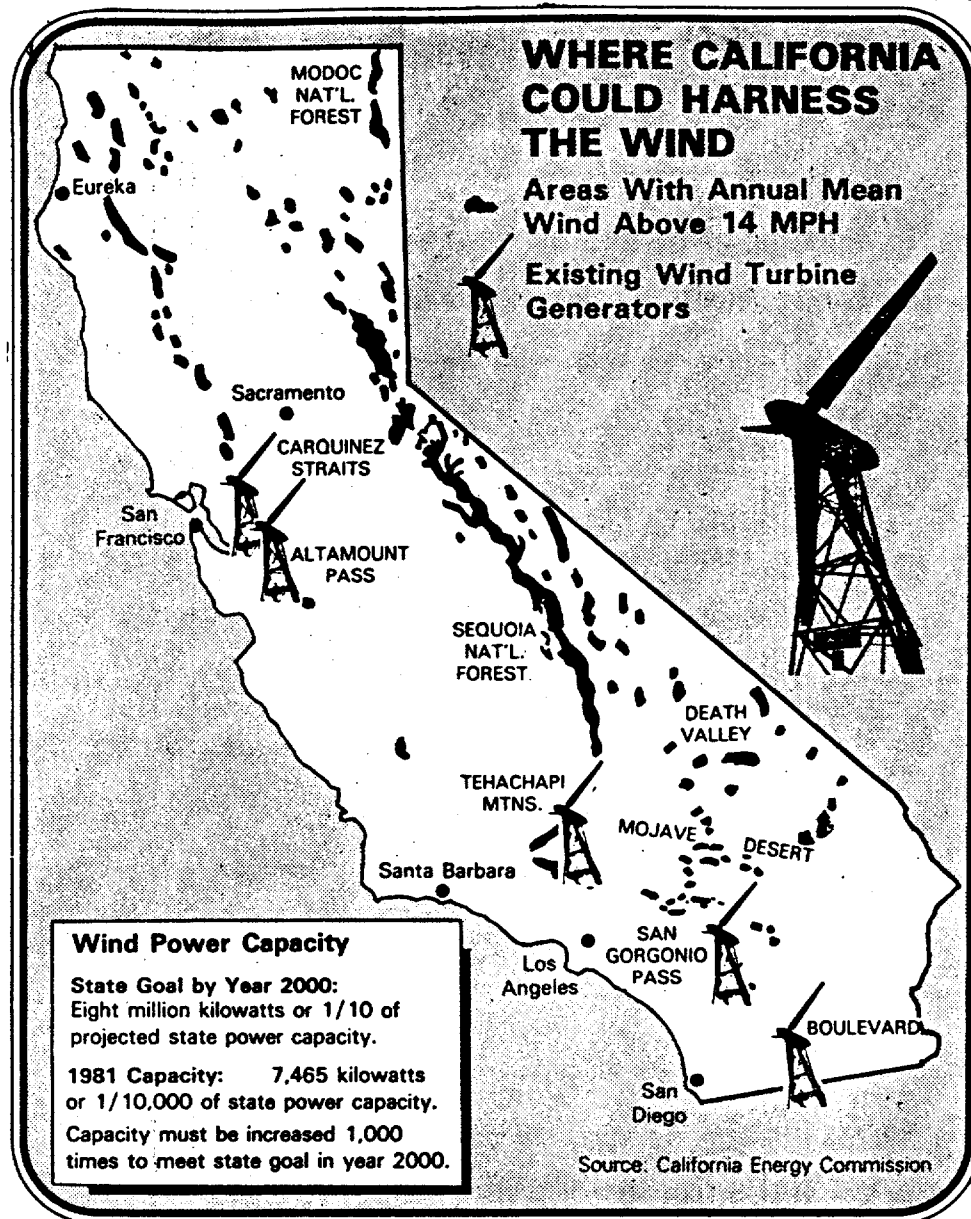 WHERE CALIFORNIA
COULD HARNESS
THE WIND
Areas With Annual Mean
Wind Above 14 MPH
Existing Wind Turbine
Generators
MODOC
NAT'L.
FOREST
Eureka
Sacramento
CARQUINEZ
STRAITS
San
Francisco
ALTAMOUNT
PASS
SEQUOIA
NAT'L.
FOREST
DEATH
VALLEY
TEHACHAPI
MTNS.
MOJAVE
DESERT
Santa Barbara
Los
Angeles
SAN
GORGONIO
PASS
BOULEVARD
San
Diego
Wind Power Capacity
State Goal by Year 2000:
Eight million kilowatts or 1/10 of
projected state power capacity.
1981 Capacity: 7,465 kilowatts
or 1/10,000 of state power capacity.
Capacity must be increased 1,000
times to meet state goal in year 2000.
Source: California Energy Commission